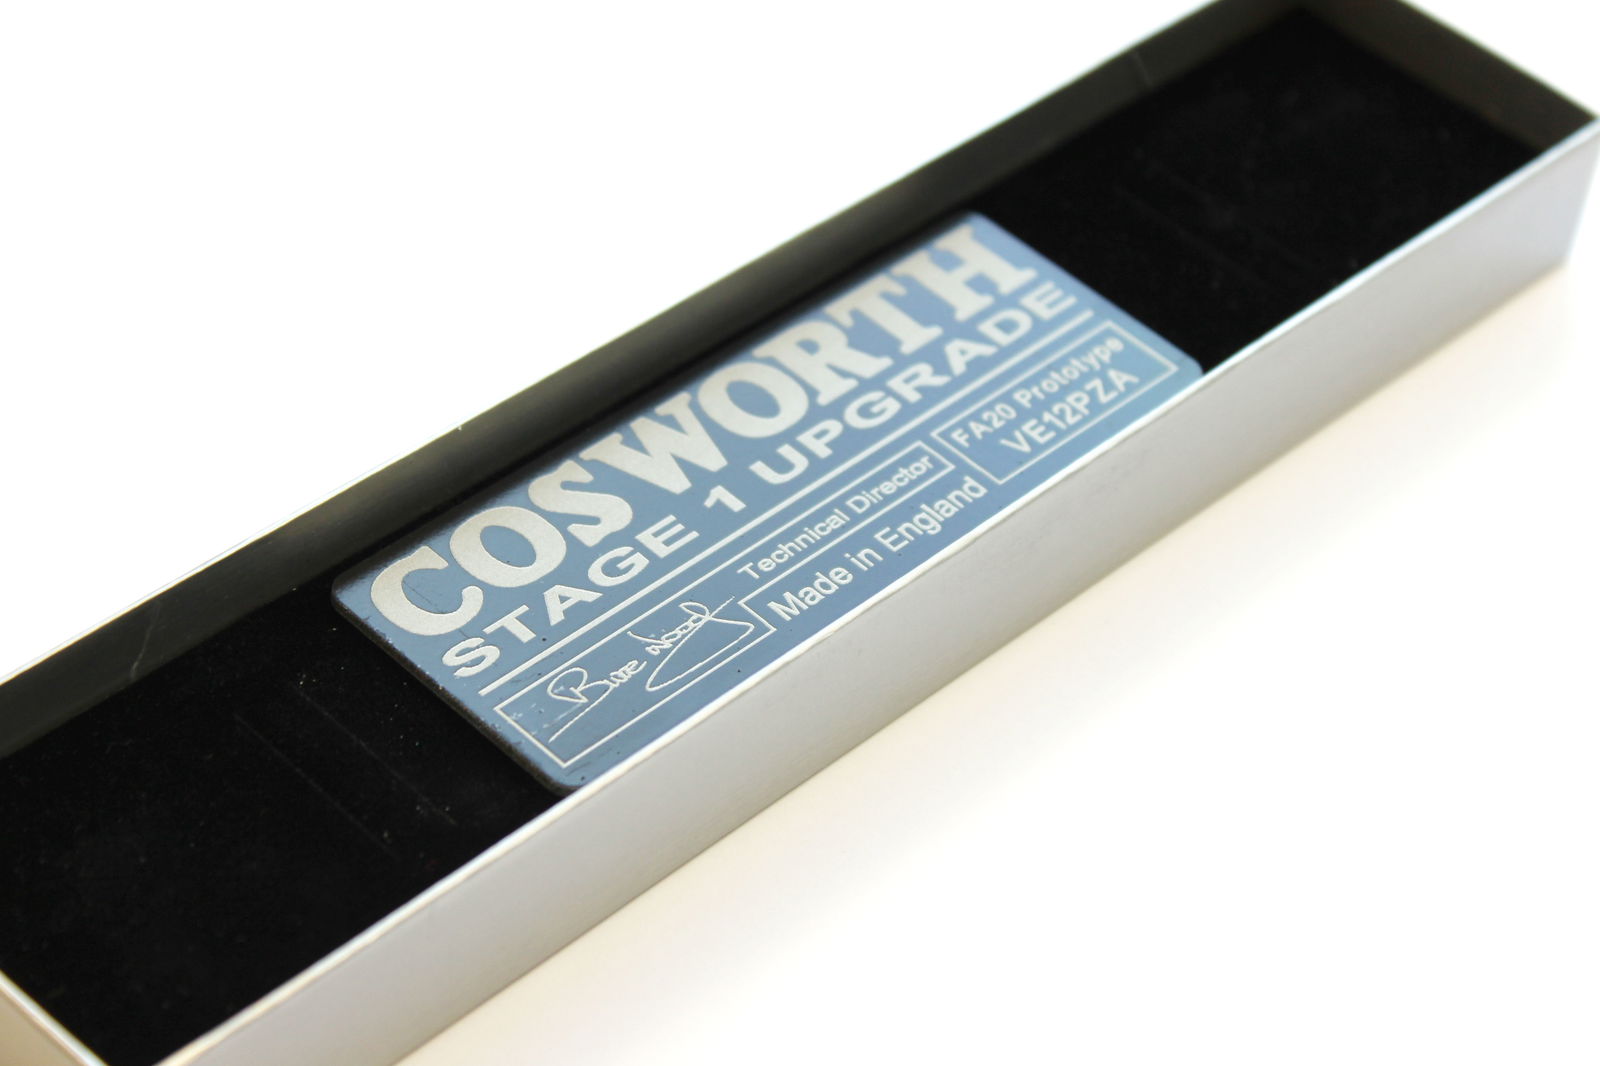 COSWORTH
STAGE 1 UPGRADE
Technical Director
Made in England
FA20 Prototype
VE12PZA